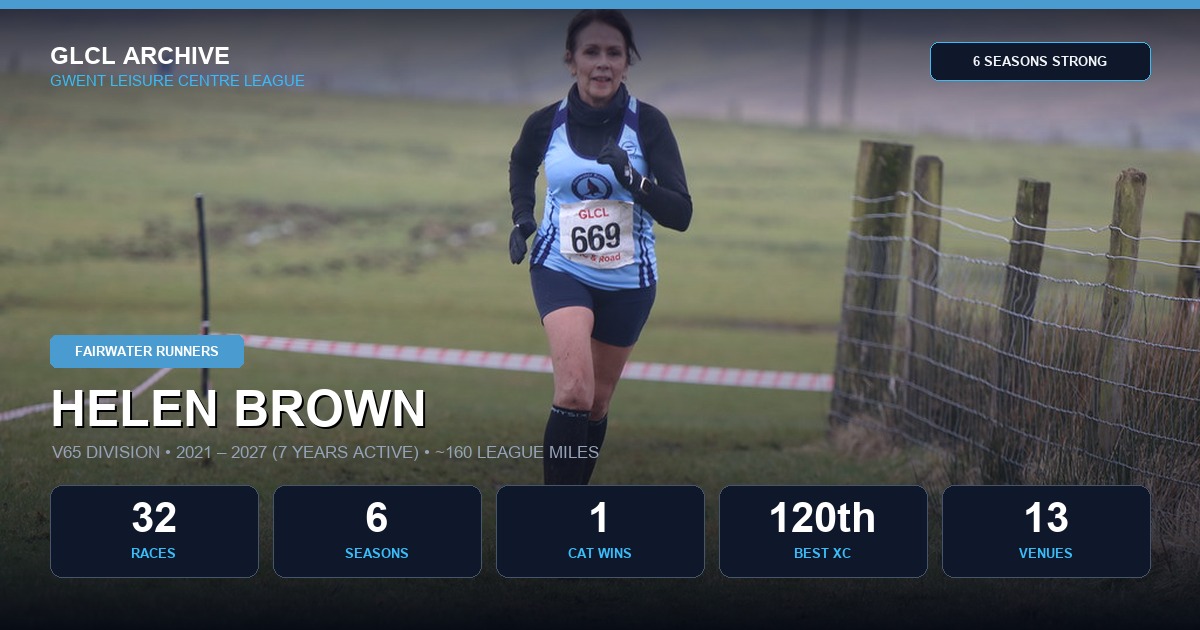 GLCL ARCHIVE
GWENT LEISURE CENTRE LEAGUE
6 SEASONS STRONG
GLCL
669
& Road
FAIRWATER RUNNERS
HELEN BROWN
V65 DIVISION • 2021 – 2027 (7 YEARS ACTIVE) • ~160 LEAGUE MILES
32
RACES
6
SEASONS
1
CAT WINS
120th
BEST XC
13
VENUES